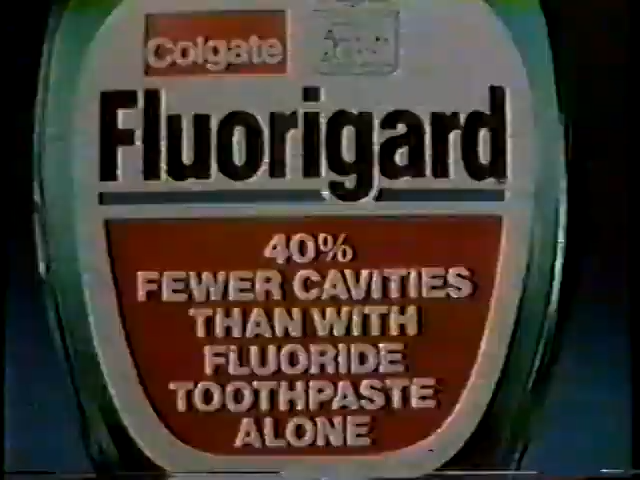 Colgate
Fluorigard
40%
FEWER CAVITIES
THAN WITH
FLUORIDE
TOOTHPASTE
ALONE